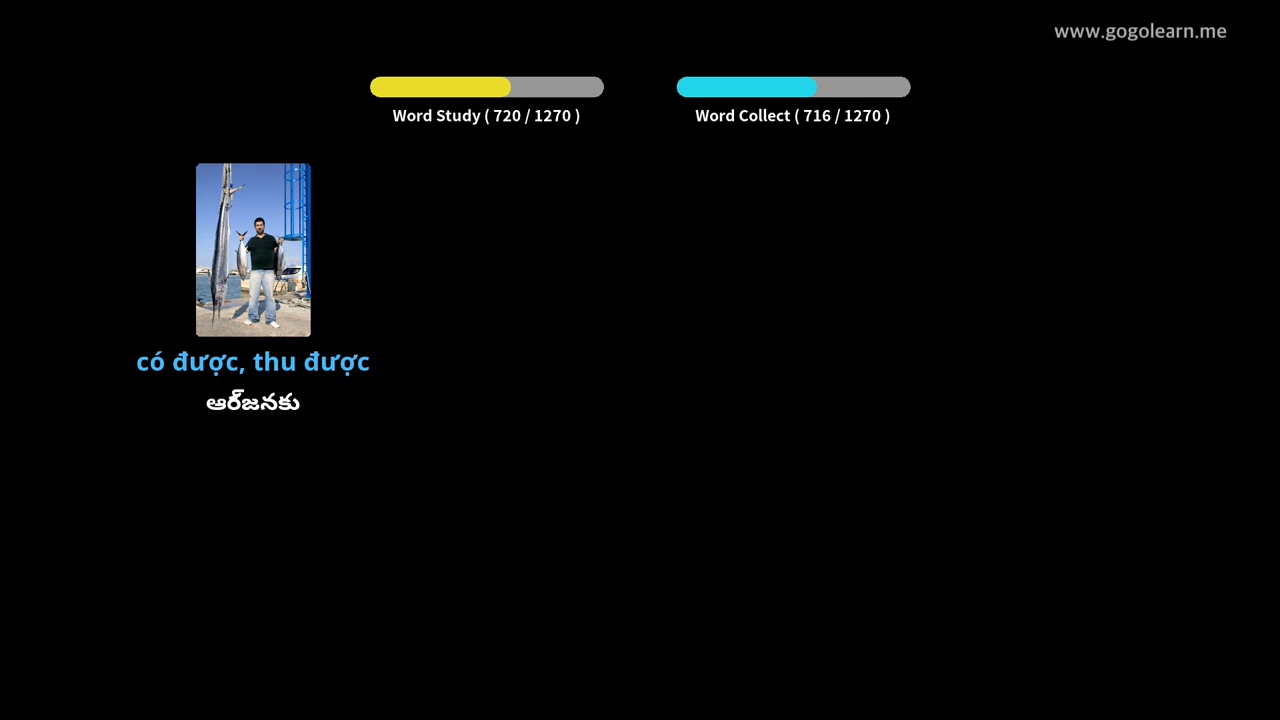 www.gogolearn.me
Word Study ( 720 / 1270 )
Word Collect ( 716 / 1270 )
có được, thu được
ఆర్‌జనకు